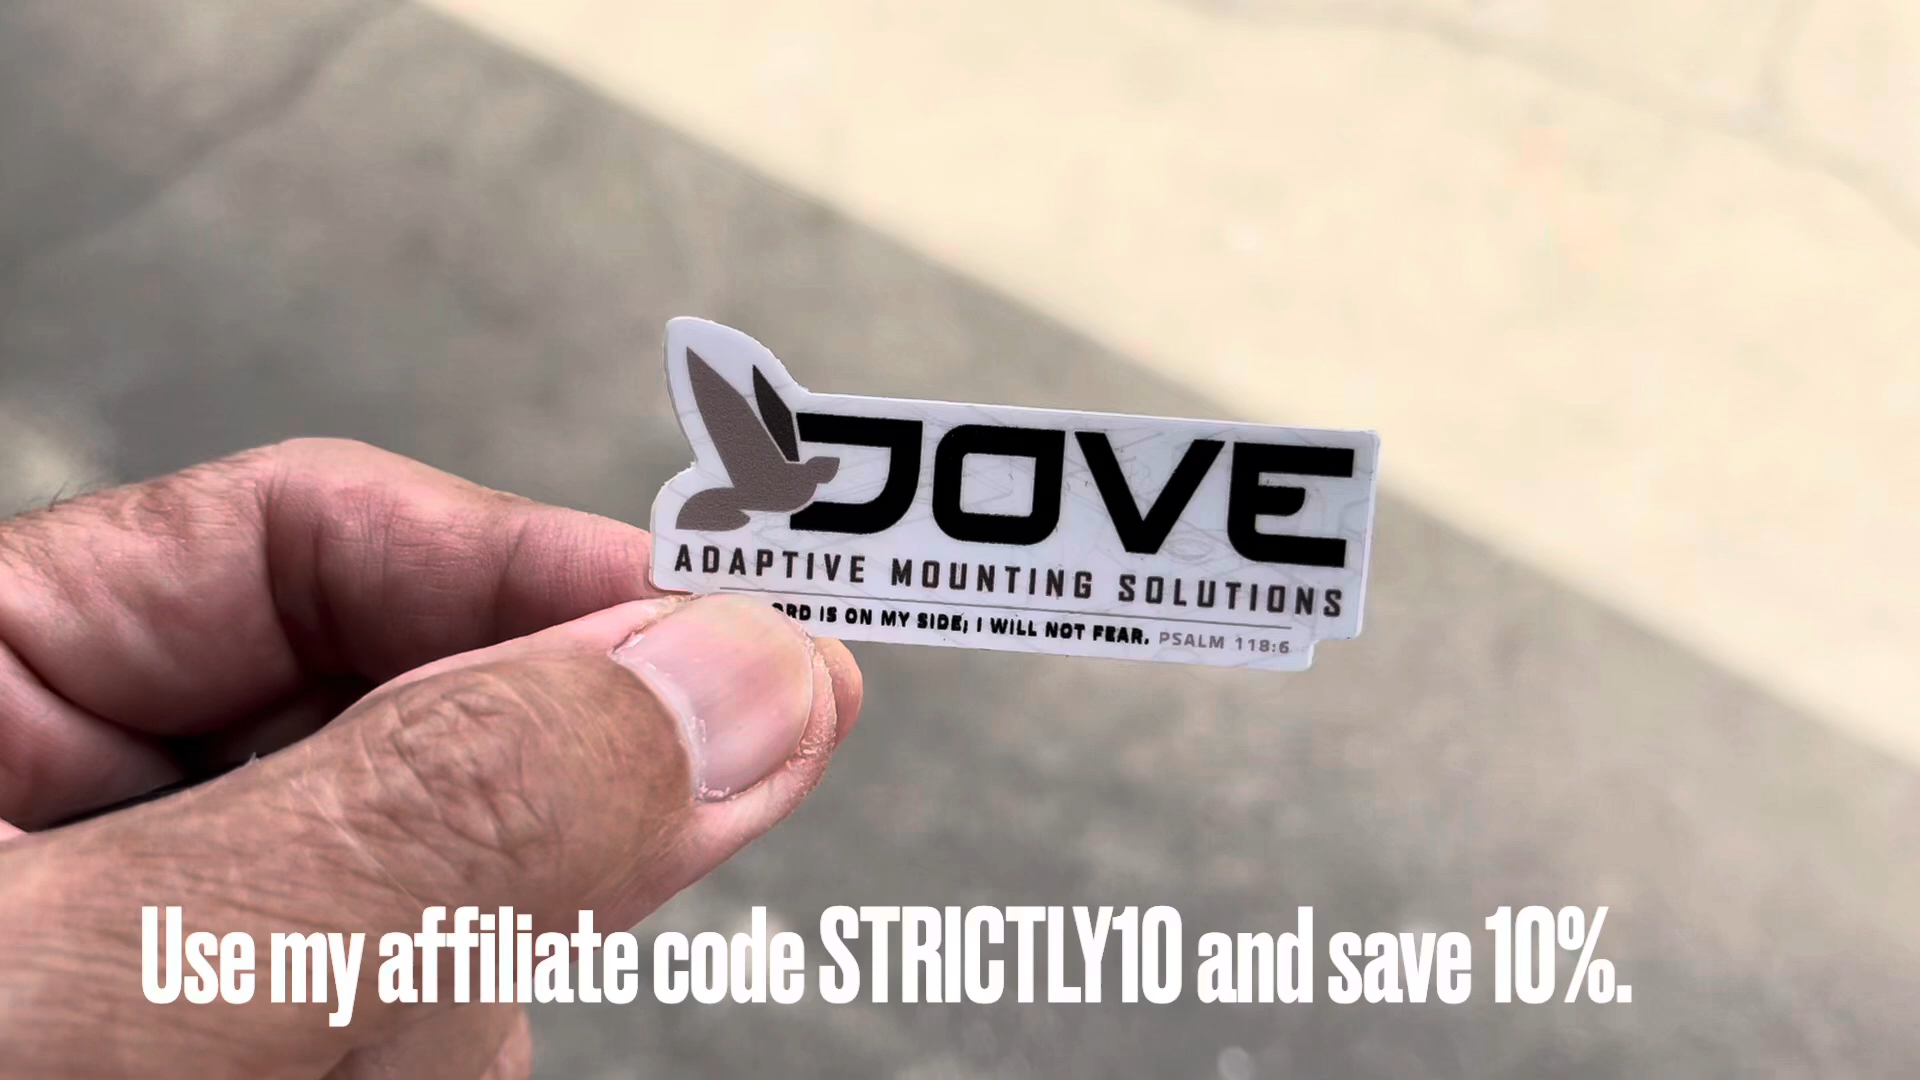 JOVE
ADAPTIVE MOUNTING SOLUTIONS
IS ON MY SIDE; I WILL NOT FEAR. PSALM 118:6
Use my affiliate code STRICTLY10 and save 10%.